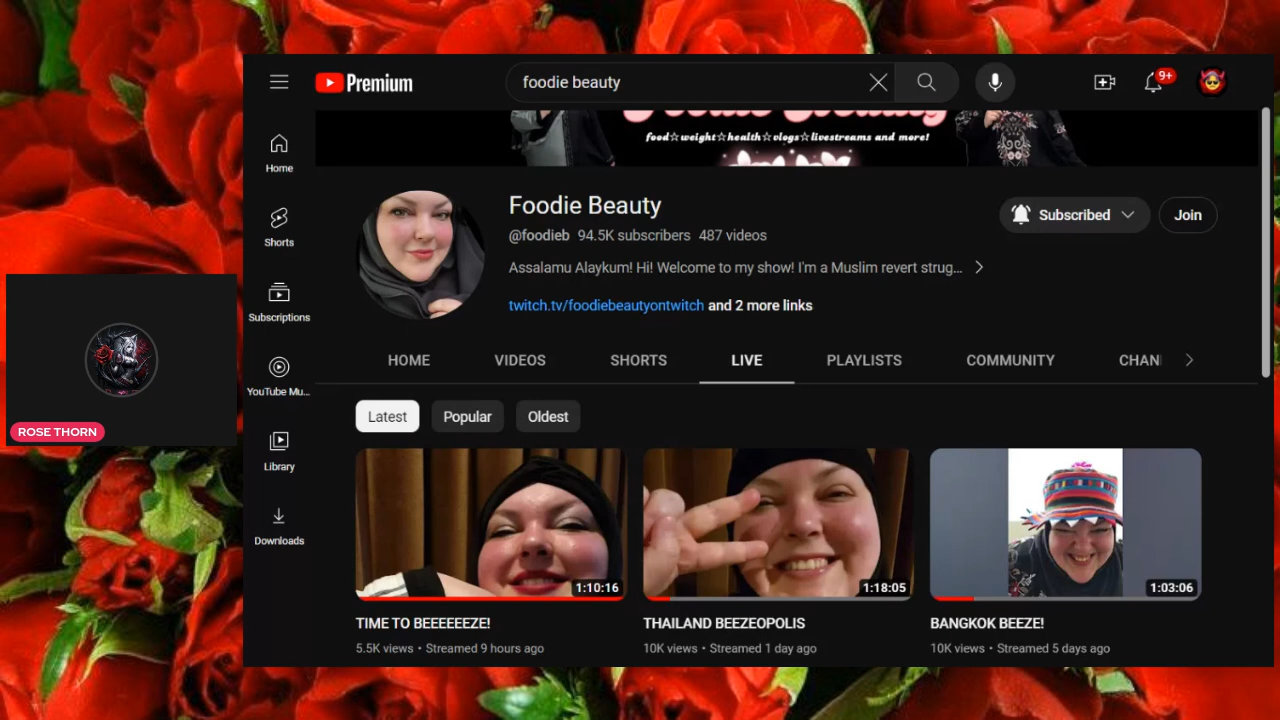 Premium
foodie beauty
9+
food☆weight☆health☆vlogs☆livestreams and more!
Home
Shorts
Subscriptions
YouTube Mu...
Library
Downloads
Foodie Beauty
@foodieb 94.5K subscribers 487 videos
Assalamu Alaykum! Hi! Welcome to my show! I'm a Muslim revert strug...
twitch.tv/foodiebeautyontwitch and 2 more links
Subscribed
Join
HOME VIDEOS SHORTS LIVE PLAYLISTS COMMUNITY CHAN
Latest Popular Oldest
ROSE THORN
1:10:16
1:18:05
1:03:06
TIME TO BEEEEEEZE!
5.5K views • Streamed 9 hours ago
THAILAND BEEZEOPOLIS
10K views • Streamed 1 day ago
BANGKOK BEEZE!
10K views • Streamed 5 days ago